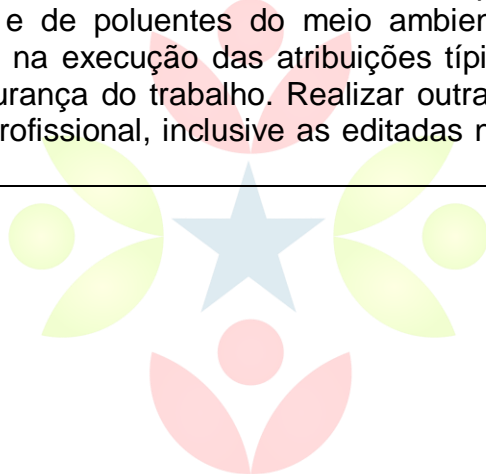 e de poluentes do meio ambien
na execução das atribuições típi
urança do trabalho. Realizar outra
rofissional, inclusive as editadas n